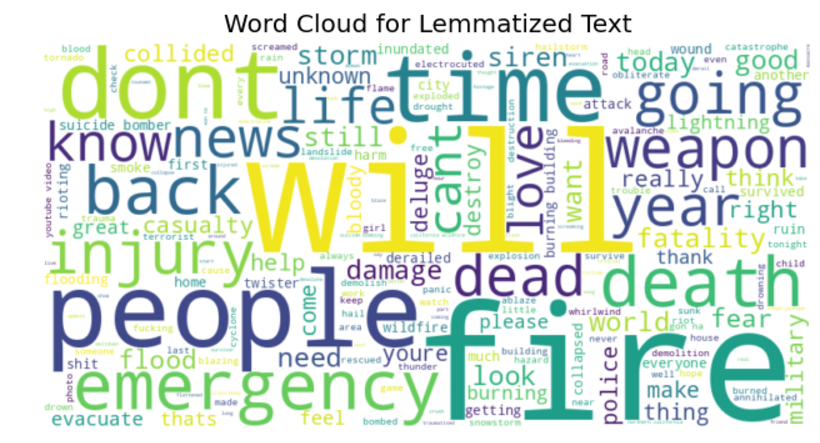 Word Cloud for Lemmatized Text
blood
collided
screamed
inundated
hailstorm
wound
catastrophe
tornado
rain
storm
siren
today
head
even
good
another
dont
check
every
unknown
electrocuted
city
time
road
obliterate
flame
exploded
life
drought
attack
going
suicide bomber
know
news
still
landslide
harm
free
cant
destruction
love
avalanche
lightning
weapon
youtube video
rioting
smoke
first
back
will
bloody
deluge
destroy
blight
burning building
want
really
think
trouble
call
survived
year
right
great
trauma
casualty
terrorist
girl
fatality
ruin
tonight
injury
help
always
derailed
explosion
survive
thank
child
drowning
flooding
cause
home
twister
damage
demolish
panic
dead
death
people
come
keep
work
hail
area
match
wildfire
ablaze
little
please
whirlwind
world
sunk
riot
gon na
fear
military
fucking
cyclone
someone
shit
flood
last
blazing
need
rescued
youre
thunder
much
building
hazard
fire
collapsed
never
house
demolition
everyone
well
hope
burned
annihilated
photo
emergency
game
look
burning
near
police
make
thing
drown
made
evacuate
thats
long
feel
bombed
getting
snowstorm